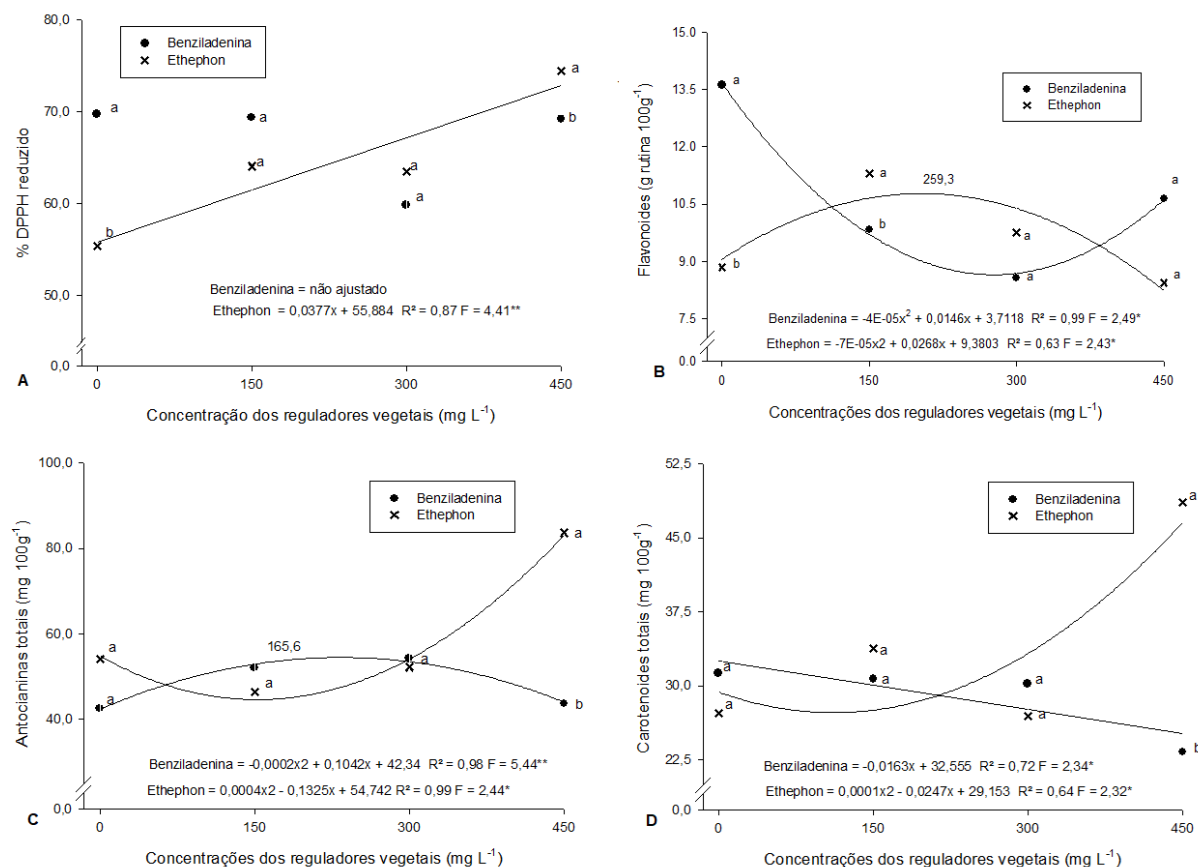 A
80,0
70,0
60,0
50,0
0,0
% DPPH reduzido
Benziladenina
Ethephon
a
a
a
b
a
a
a
b
Benziladenina = não ajustado
Ethephon = 0,0377x + 55,884 R² = 0,87 F = 4,41**
0 150 300 450
Concentração dos reguladores vegetais (mg L⁻¹)
B
15.0
13.5
12.0
10.5
9.0
7.5
0.0
Flavonoides (g rutina 100g⁻¹)
Benziladenina
Ethephon
a
a
259,3
a
b
a
b
a
a
Benziladenina = -4E-05x² + 0,0146x + 3,7118 R² = 0,99 F = 2,49*
Ethephon = -7E-05x2 + 0,0268x + 9,3803 R² = 0,63 F = 2,43*
0 150 300 450
Concentrações dos reguladores vegetais (mg L⁻¹)
C
100,0
80,0
60,0
40,0
0,0
Antocianinas totais (mg 100g⁻¹)
Benziladenina
Ethephon
a
a
165,6
a
a
a
b
Benziladenina = -0,0002x2 + 0,1042x + 42,34 R² = 0,98 F = 5,44**
Ethephon = 0,0004x2 - 0,1325x + 54,742 R² = 0,99 F = 2,44*
0 150 300 450
Concentrações dos reguladores vegetais (mg L⁻¹)
D
52,5
45,0
37,5
30,0
22,5
0,0
Carotenoides totais (mg 100g⁻¹)
Benziladenina
Ethephon
a
a
a
a
a
a
a
b
Benziladenina = -0,0163x + 32,555 R² = 0,72 F = 2,34*
Ethephon = 0,0001x2 - 0,0247x + 29,153 R² = 0,64 F = 2,32*
0 150 300 450
Concentrações dos reguladores vegetais (mg L⁻¹)